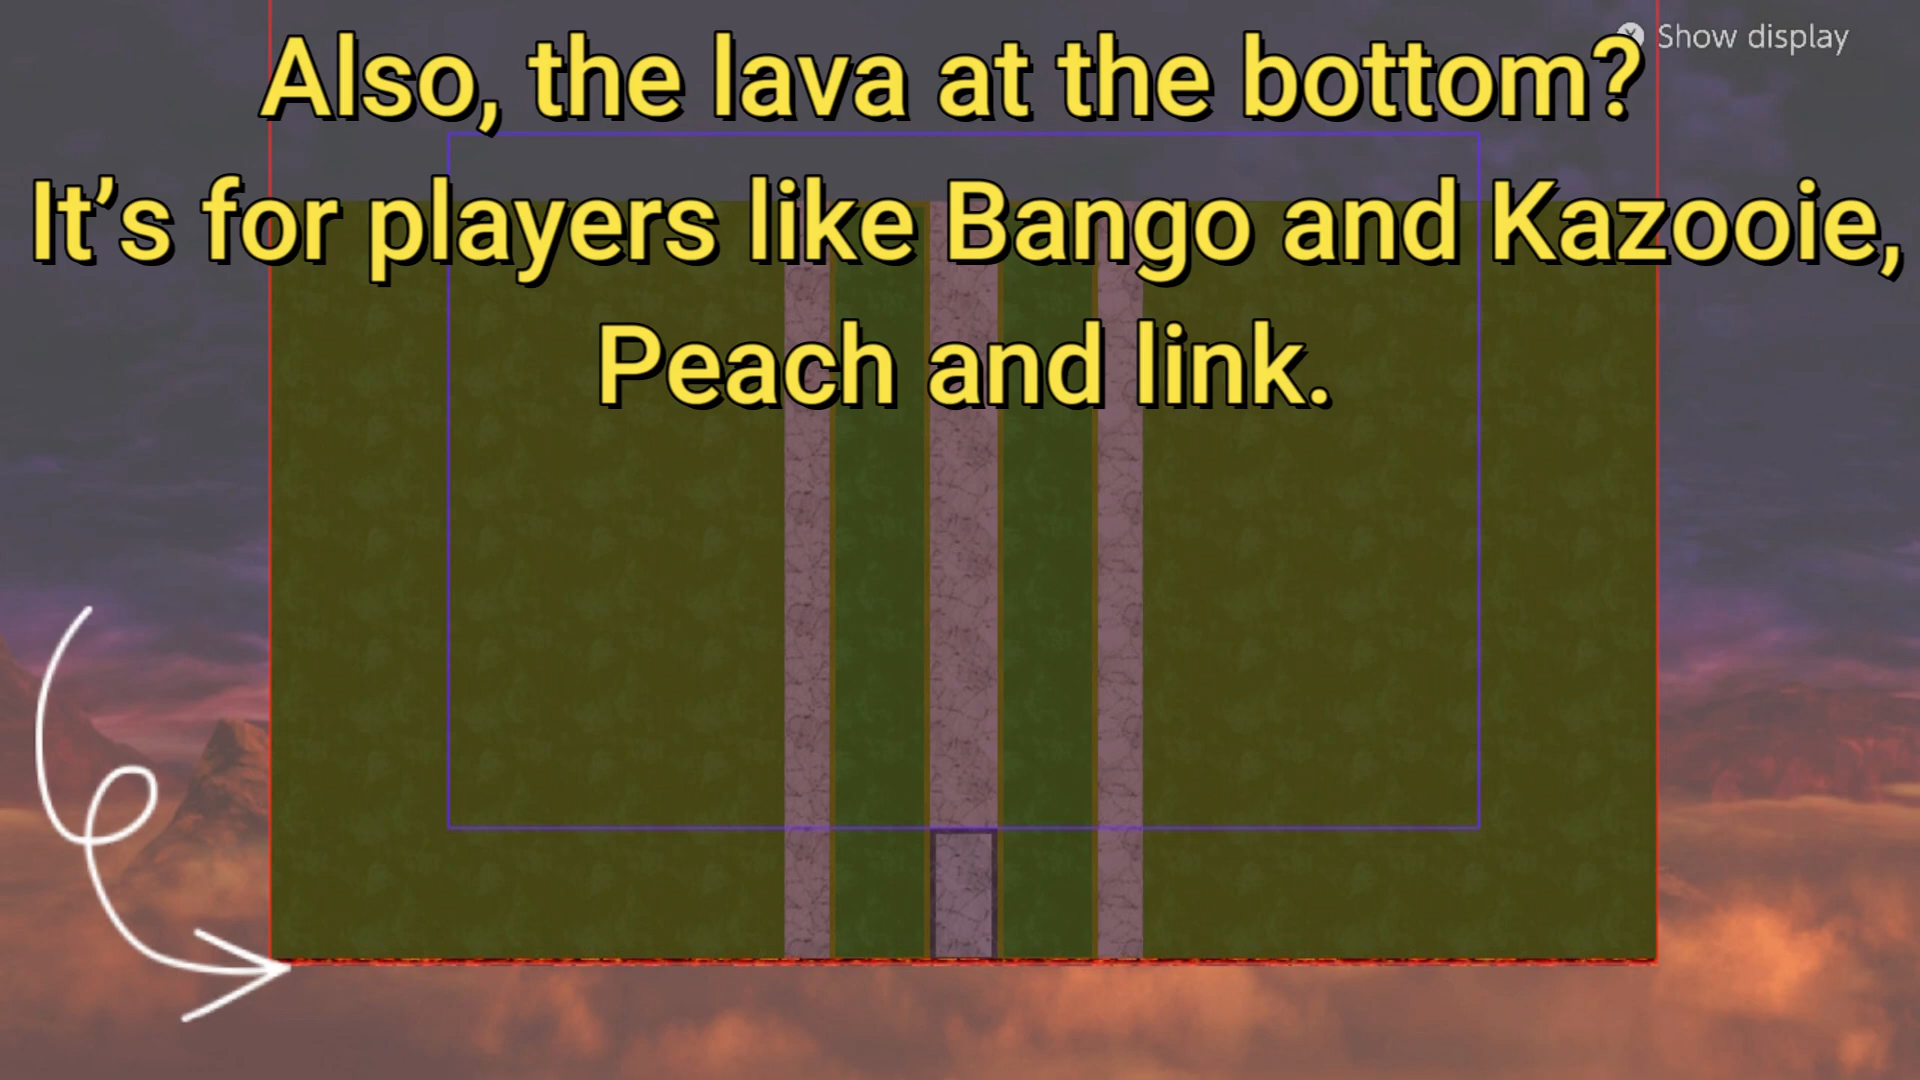 Ⓧ Show display
Also, the lava at the bottom?
It’s for players like Bango and Kazooie,
Peach and link.